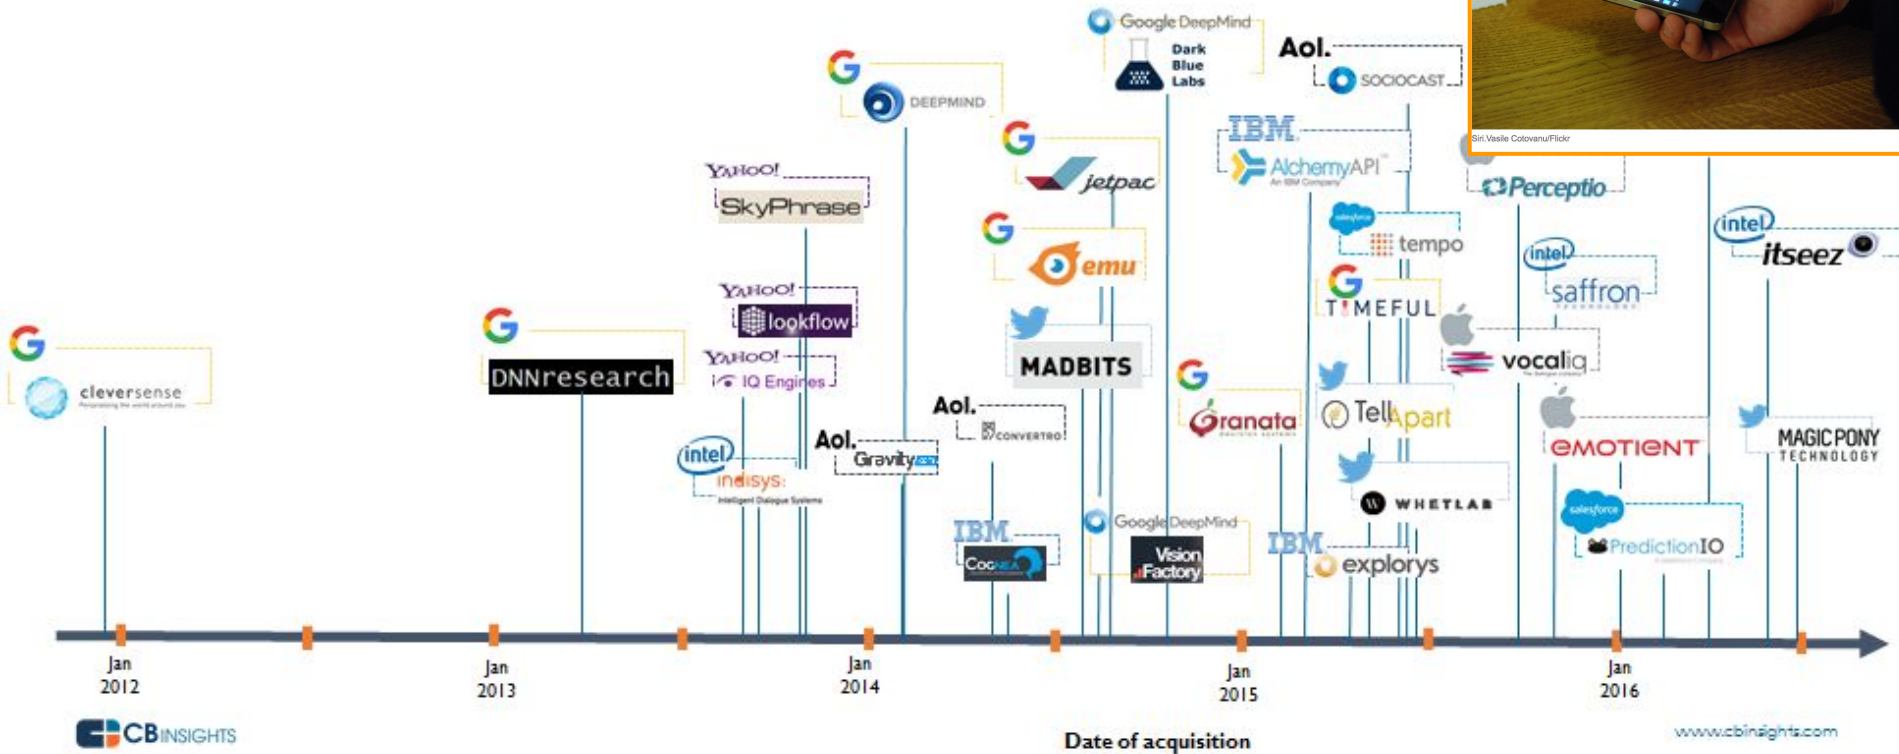 Google DeepMind
Dark
Blue
Labs
Aol.
SOCIOCAST
Siri.Vasile Cotovanu/Flickr
G
DEEPMIND
G
jetpac
IBM
AlchemyAPI
An IBM Company
Perceptio
YAHOO!
SkyPhrase
salesforce
tempo
intel
itseez
G
emu
intel
saffron
TECHNOLOGY
YAHOO!
lookflow
G
TIMEFUL
G
cleversense
G
DNNresearch
YAHOO!
IQ Engines
MADBITS
vocaliq
G
Granata
TellApart
Aol.
CONVERTRO
Aol.
Gravity
EMOTIENT
MAGIC PONY
TECHNOLOGY
intel
indisys:
Intelligent Dialogue Systems
W WHETLAB
salesforce
PredictionIO
IBM
COGNEA
Google DeepMind
Vision
Factory
IBM
explorys
Jan
2012
Jan
2013
Jan
2014
Jan
2015
Jan
2016
CBINSIGHTS
Date of acquisition
www.cbinsights.com